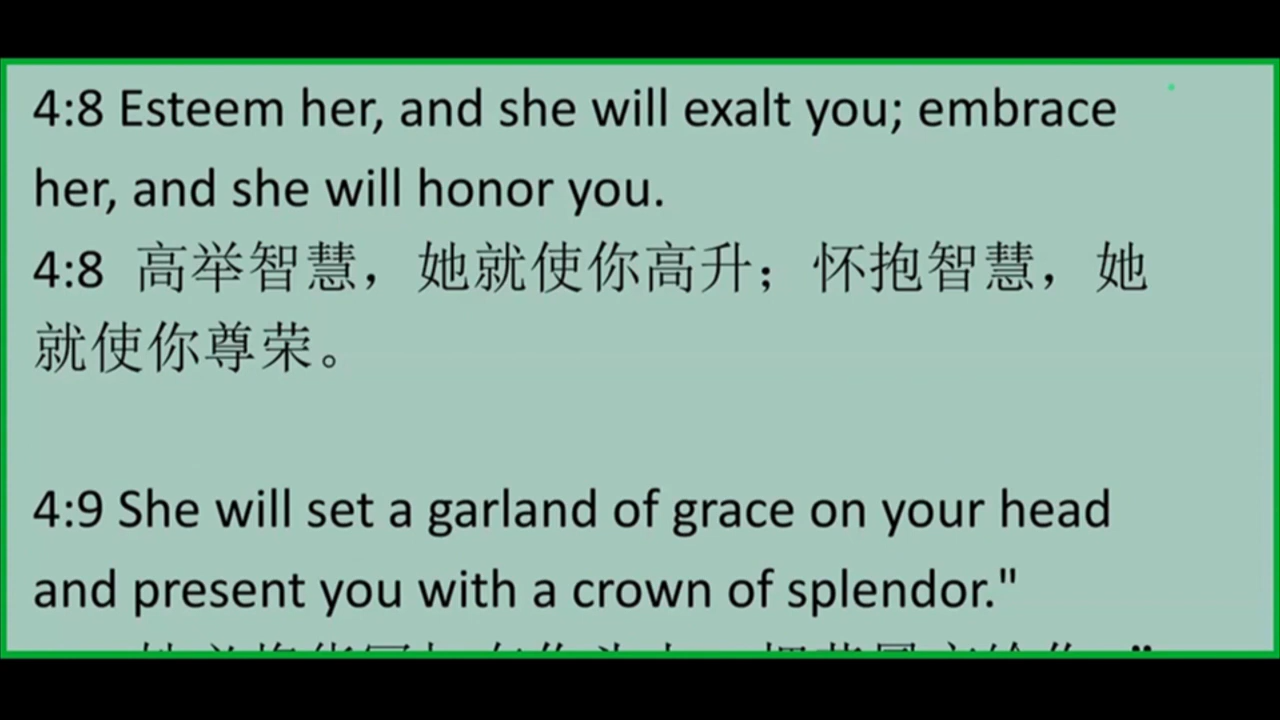 4:8 Esteem her, and she will exalt you; embrace
her, and she will honor you.
4:8 高举智慧，她就使你高升；怀抱智慧，她
就使你尊荣。
4:9 She will set a garland of grace on your head
and present you with a crown of splendor."